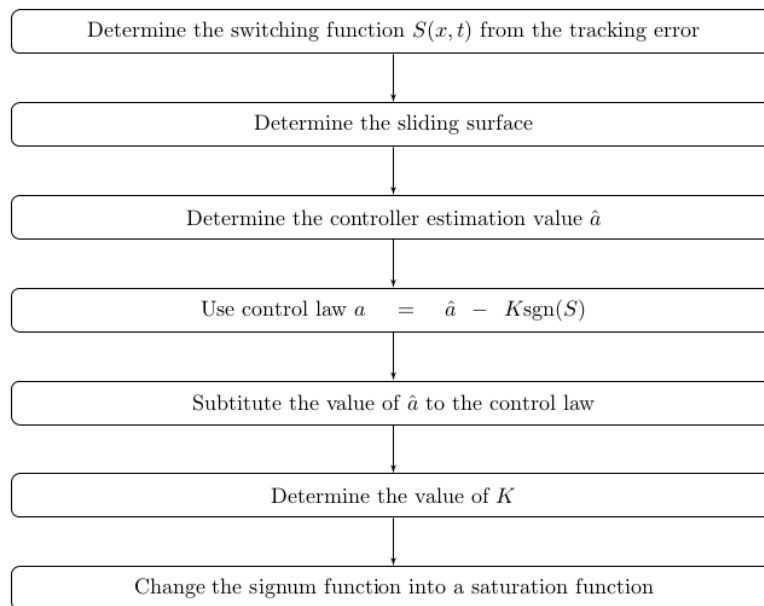 Determine the switching function S(x, t) from the tracking error
Determine the sliding surface
Determine the controller estimation value â
Use control law a = â − Ksgn(S)
Subtitute the value of â to the control law
Determine the value of K
Change the signum function into a saturation function